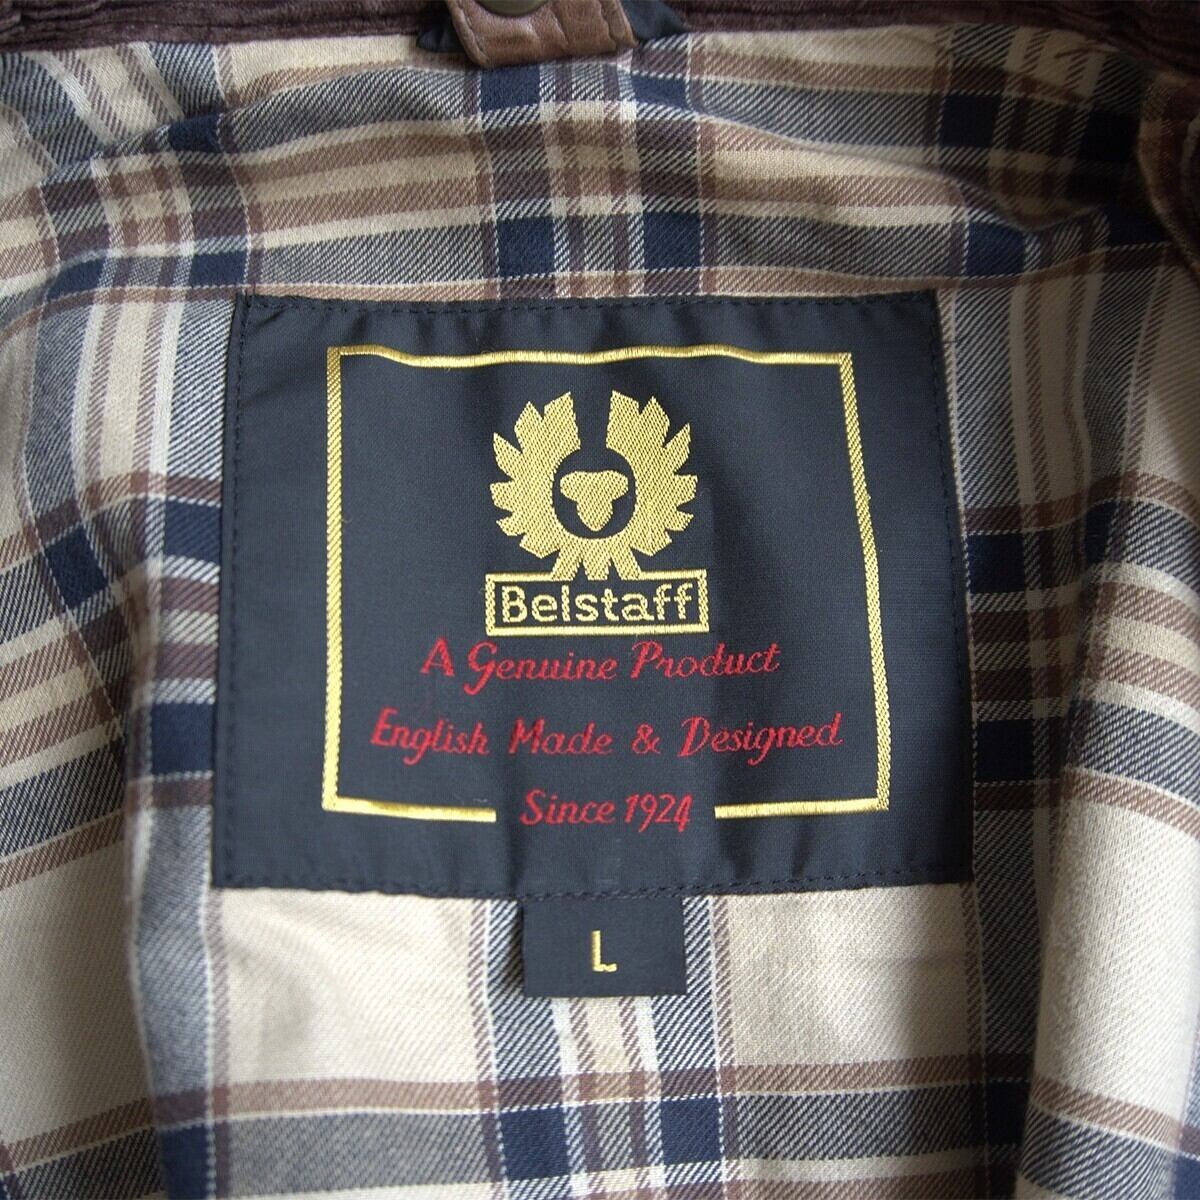 Belstaff
A Genuine Product
English Made & Designed
Since 1924
L